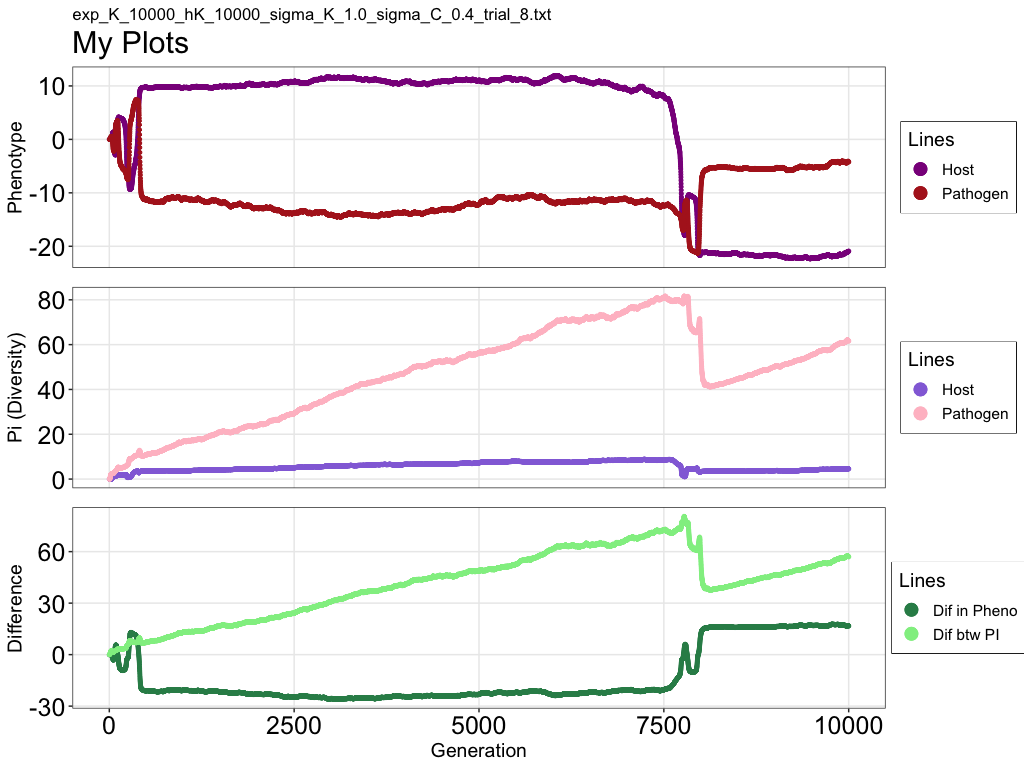 exp_K_10000_hK_10000_sigma_K_1.0_sigma_C_0.4_trial_8.txt
My Plots
Phenotype
10
0
-10
-20
Lines
Host
Pathogen
Pi (Diversity)
80
60
40
20
0
Lines
Host
Pathogen
Difference
60
30
0
-30
Lines
Dif in Pheno
Dif btw PI
0 2500 5000 7500 10000
Generation